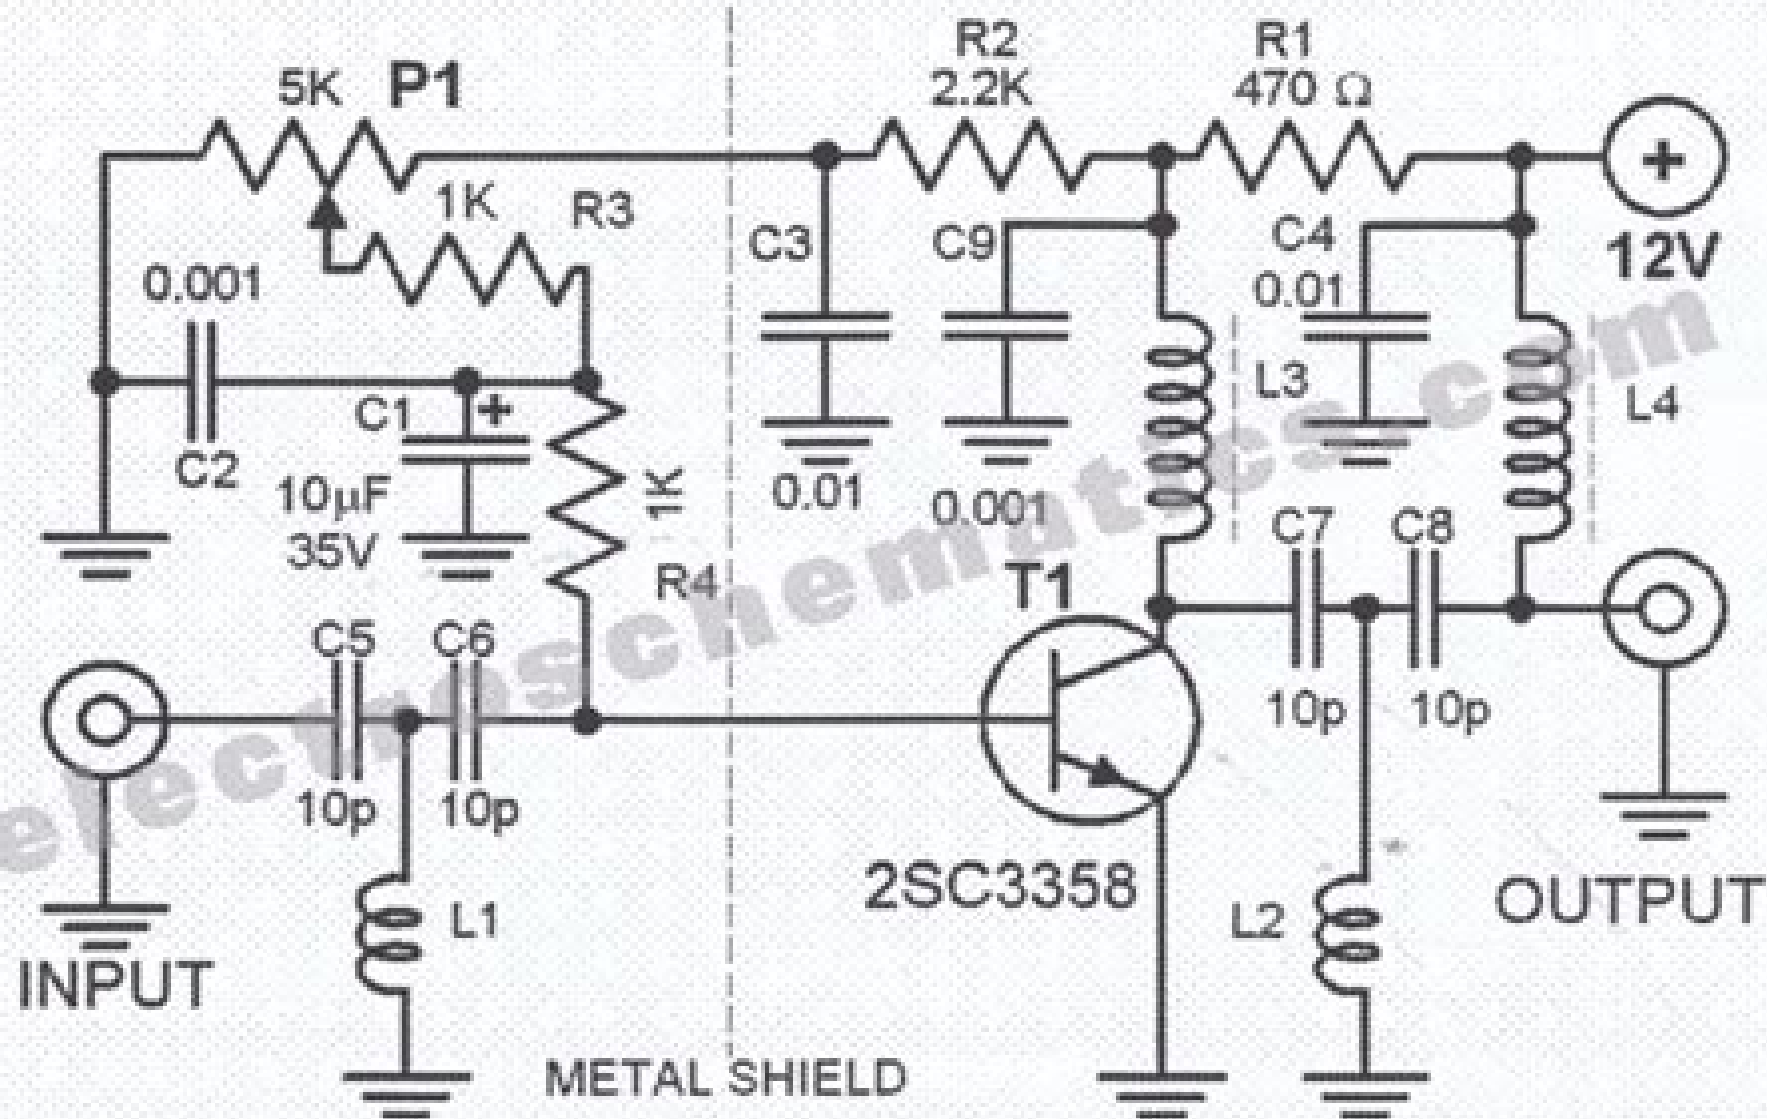 R2
2.2K
R1
470 Ω
5K P1
+
12V
1K
R3
0.001
C3
C9
C4
0.01
L3
L4
C1 +
C2
10µF
35V
1K
R4
0.01
0.001
C7 C8
T1
C5 C6
10p 10p
10p 10p
2SC3358
L1
L2
INPUT
OUTPUT
METAL SHIELD
electroschematics.com